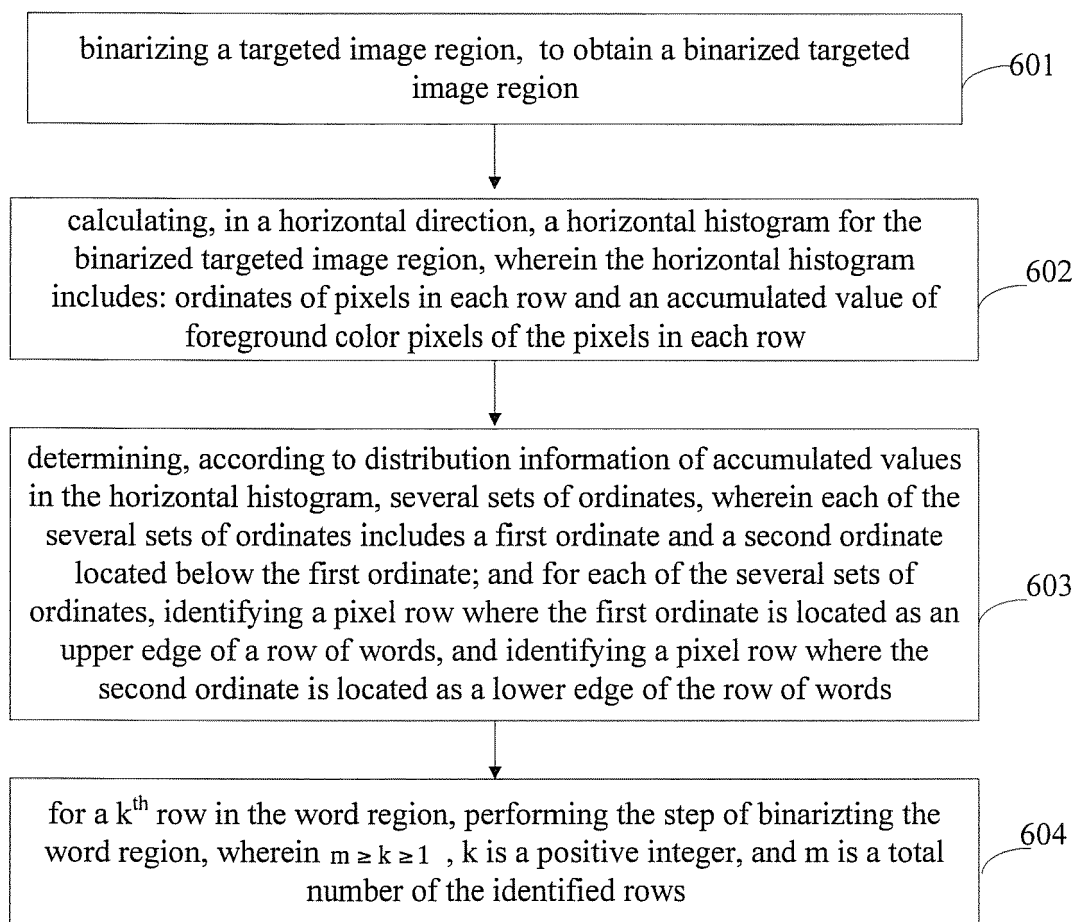 binarizing a targeted image region, to obtain a binarized targeted
image region
601
calculating, in a horizontal direction, a horizontal histogram for the
binarized targeted image region, wherein the horizontal histogram
includes: ordinates of pixels in each row and an accumulated value of
foreground color pixels of the pixels in each row
602
determining, according to distribution information of accumulated values
in the horizontal histogram, several sets of ordinates, wherein each of the
several sets of ordinates includes a first ordinate and a second ordinate
located below the first ordinate; and for each of the several sets of
ordinates, identifying a pixel row where the first ordinate is located as an
upper edge of a row of words, and identifying a pixel row where the
second ordinate is located as a lower edge of the row of words
603
for a kth row in the word region, performing the step of binarizting the
word region, wherein m ≥ k ≥ 1 , k is a positive integer, and m is a total
number of the identified rows
604